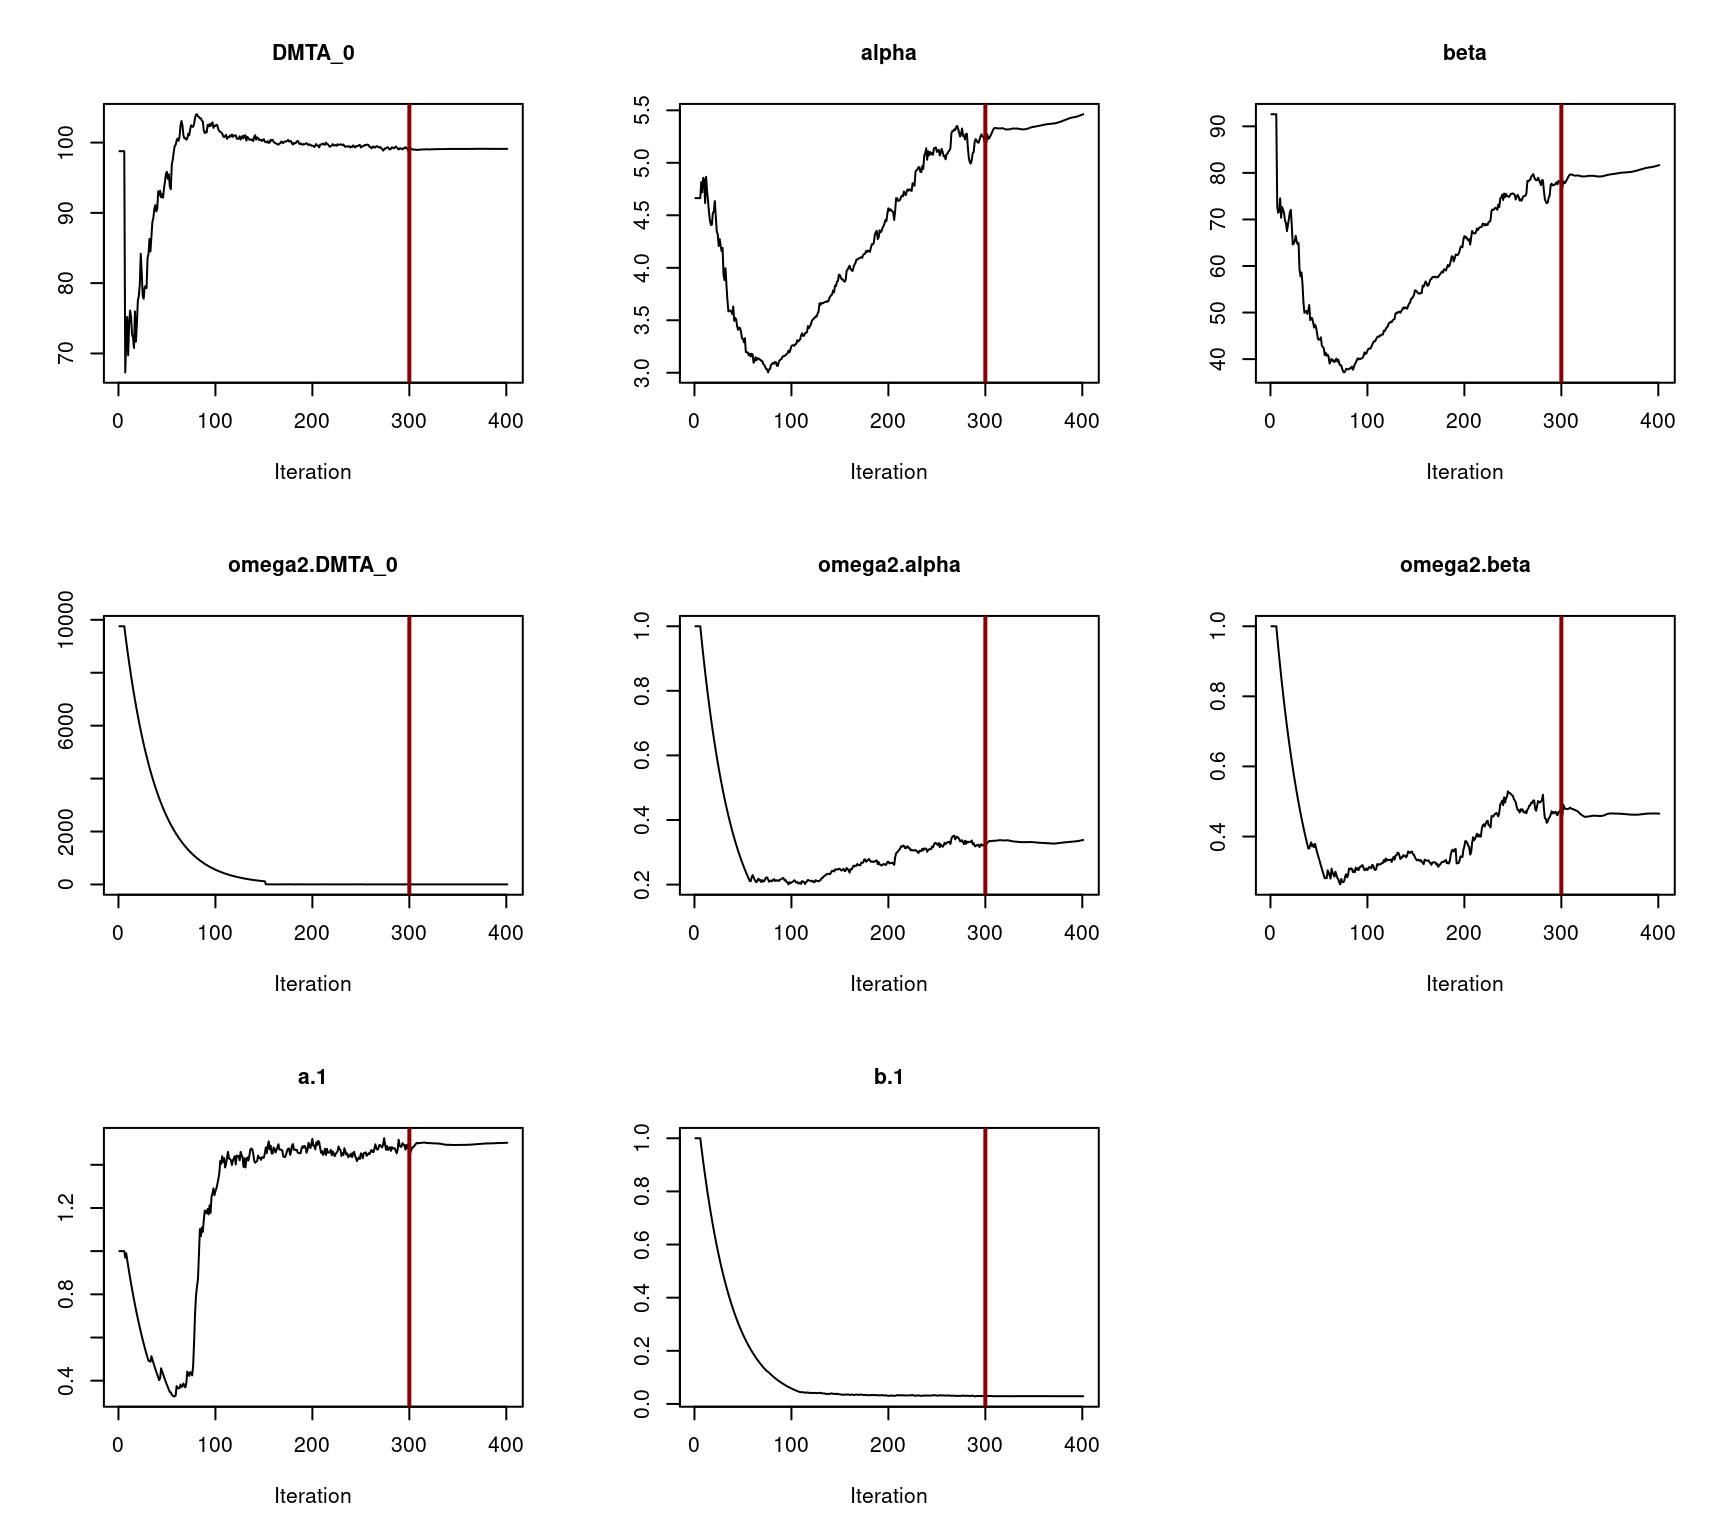 DMTA_0 alpha beta
100 5.5 90
90 5.0 80
80 4.5 70
70 4.0 60
3.5 50
3.0 40
0 100 200 300 400 0 100 200 300 400 0 100 200 300 400
Iteration Iteration Iteration
omega2.DMTA_0 omega2.alpha omega2.beta
10000 1.0 1.0
6000 0.8 0.8
2000 0.6 0.6
0 0.4 0.4
0.2
0 100 200 300 400 0 100 200 300 400 0 100 200 300 400
Iteration Iteration Iteration
a.1 b.1
1.2 1.0
0.8 0.8
0.4 0.6
0.4
0.2
0.0
0 100 200 300 400 0 100 200 300 400
Iteration Iteration